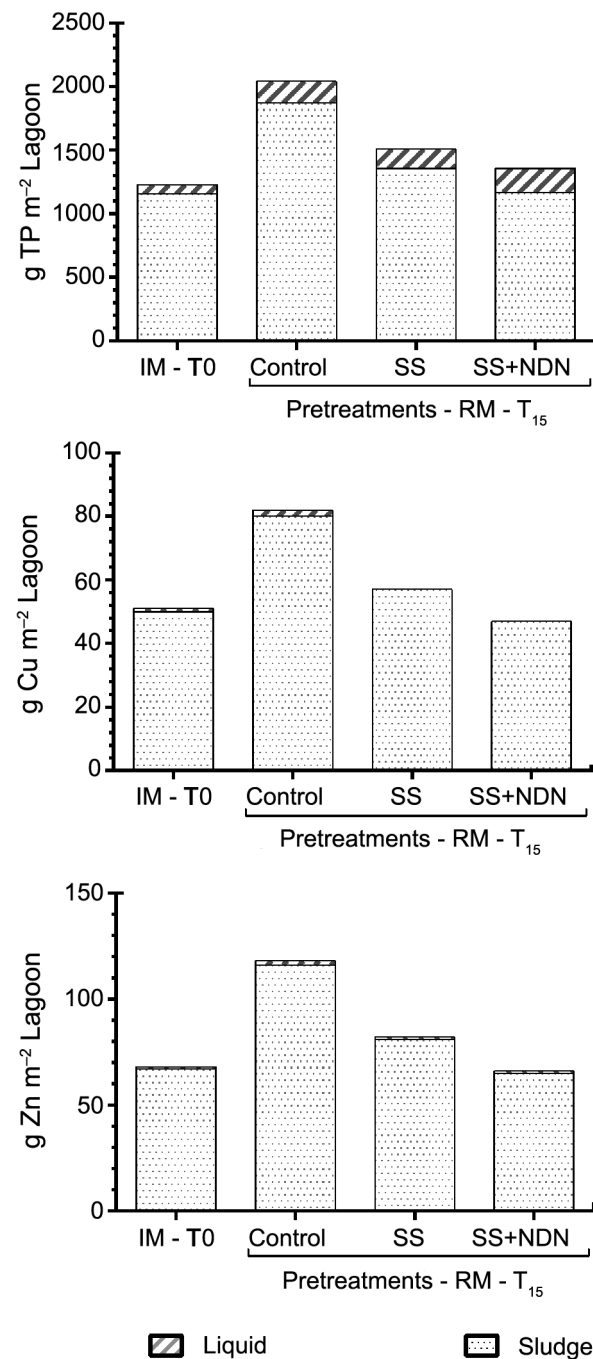 2500
2000
1500
1000
500
0
g TP m⁻² Lagoon
IM - T0 Control SS SS+NDN
Pretreatments - RM - T₁₅
100
80
60
40
20
0
g Cu m⁻² Lagoon
IM - T0 Control SS SS+NDN
Pretreatments - RM - T₁₅
150
100
50
0
g Zn m⁻² Lagoon
IM - T0 Control SS SS+NDN
Pretreatments - RM - T₁₅
Liquid Sludge